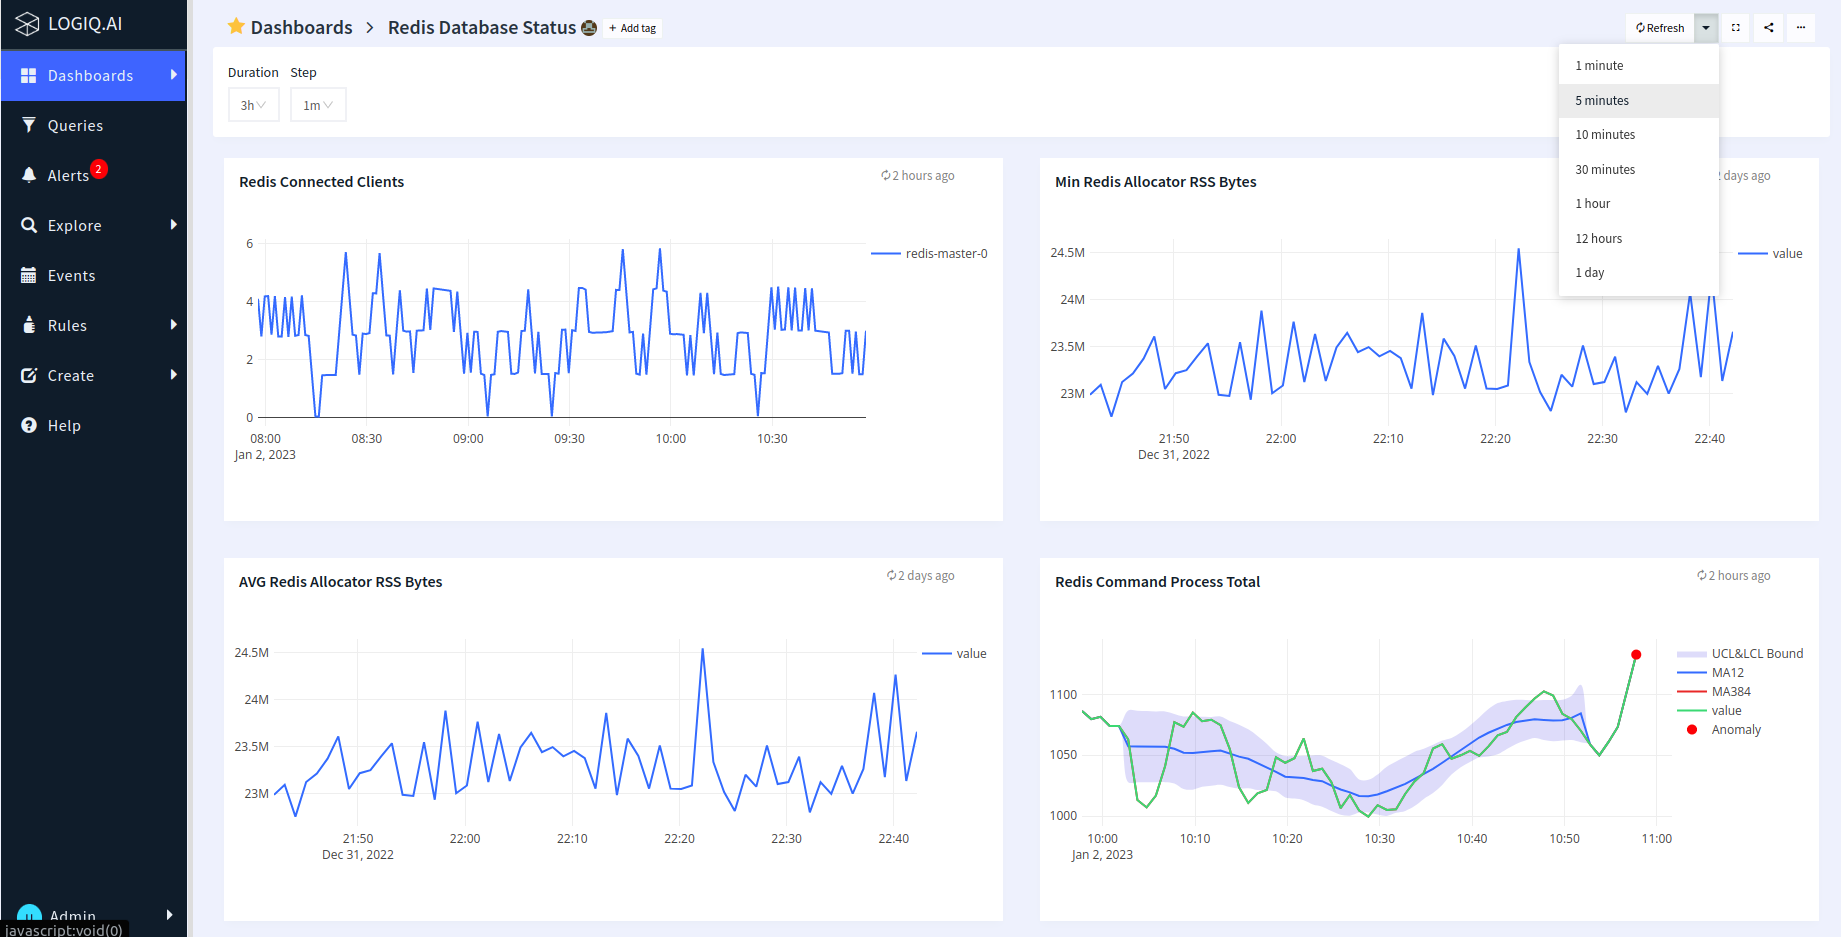 LOGIQ.AI
Dashboards
Queries
Alerts 2
Explore
Events
Rules
Create
Help
Admin
javascript:void(0)
Dashboards > Redis Database Status + Add tag
Refresh
Duration Step
3h 1m
1 minute
5 minutes
10 minutes
30 minutes
1 hour
12 hours
1 day
Redis Connected Clients
2 hours ago
6
4
2
0
08:00 08:30 09:00 09:30 10:00 10:30
Jan 2, 2023
redis-master-0
Min Redis Allocator RSS Bytes
2 days ago
24.5M
24M
23.5M
23M
21:50 22:00 22:10 22:20 22:30 22:40
Dec 31, 2022
value
AVG Redis Allocator RSS Bytes
2 days ago
24.5M
24M
23.5M
23M
21:50 22:00 22:10 22:20 22:30 22:40
Dec 31, 2022
value
Redis Command Process Total
2 hours ago
1100
1050
1000
10:00 10:10 10:20 10:30 10:40 10:50 11:00
Jan 2, 2023
UCL&LCL Bound
MA12
MA384
value
Anomaly